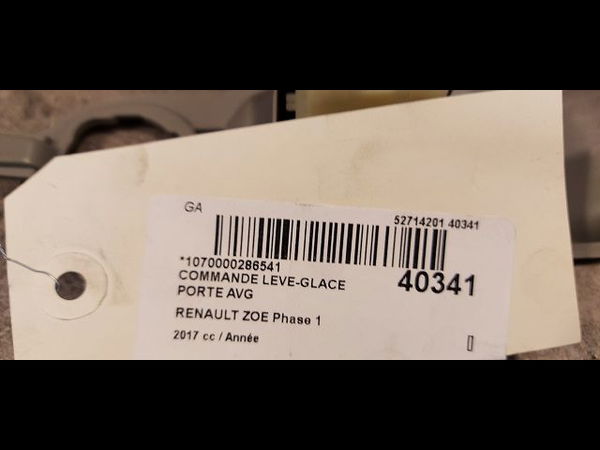 GA
52714201 40341
*1070000286541
40341
COMMANDE LEVE-GLACE
PORTE AVG
RENAULT ZOE Phase 1
2017 cc / Année